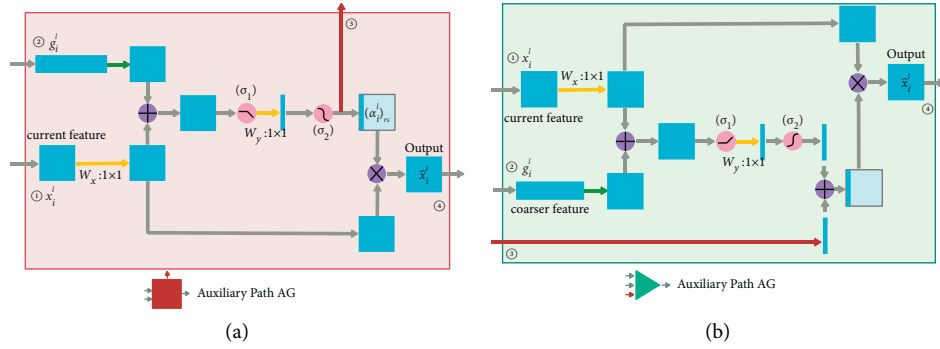 ③
② g_i^l
(σ₁)
(α_i^l)_rs
W_y :1×1
(σ₂)
current feature
Output
W_x :1×1
x̂_i^l
① x_i^l
④
Auxiliary Path AG
(a)
① x_i^l
W_x :1×1
Output
x̂_i^l
④
current feature
(σ₁)
(σ₂)
② g_i^l
W_y :1×1
coarser feature
③
Auxiliary Path AG
(b)